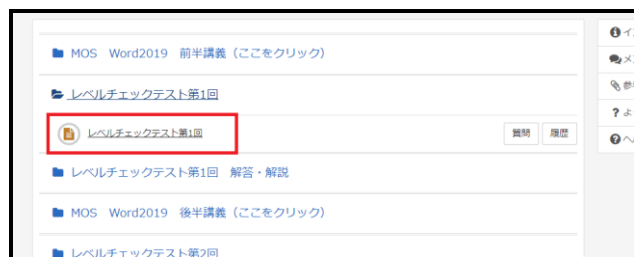 MOS Word2019 前半講義（ここをクリック）
レベルチェックテスト第1回
レベルチェックテスト第1回
質問 履歴
レベルチェックテスト第1回 解答・解説
MOS Word2019 後半講義（ここをクリック）
レベルチェックテスト第2回